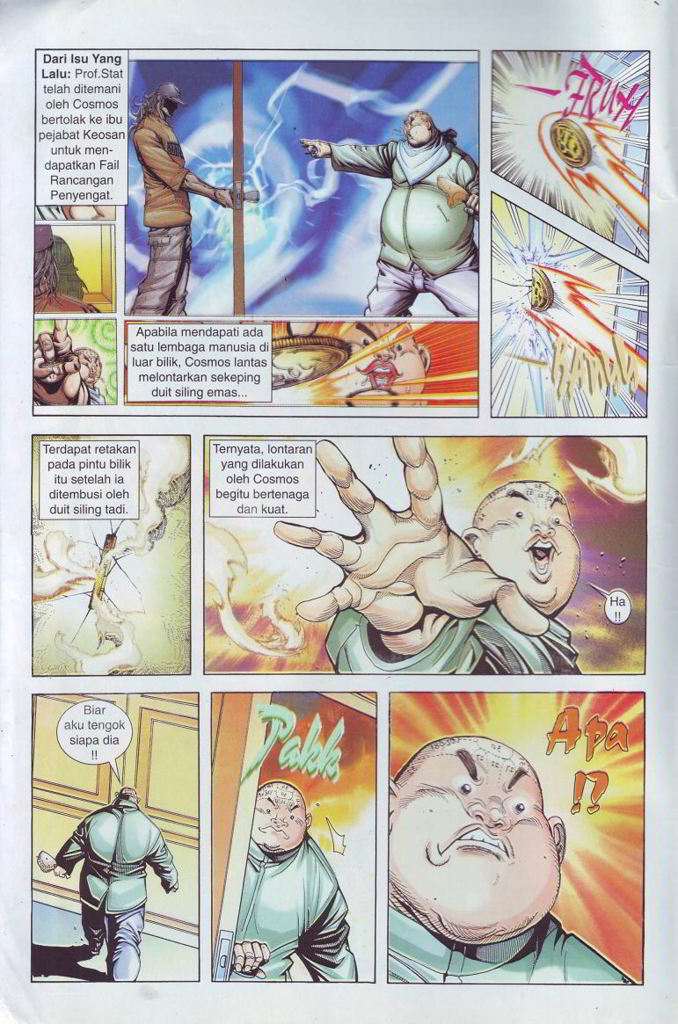 Dari Isu Yang
Lalu: Prof.Stat
telah ditemani
oleh Cosmos
bertolak ke ibu
pejabat Keosan
untuk men-
dapatkan Fail
Rancangan
Penyengat.
Apabila mendapati ada
satu lembaga manusia di
luar bilik, Cosmos lantas
melontarkan sekeping
duit siling emas...
Terdapat retakan
pada pintu bilik
itu setelah ia
ditembusi oleh
duit siling tadi.
Ternyata, lontaran
yang dilakukan
oleh Cosmos
begitu bertenaga
dan kuat.
Ha
!!
Biar
aku tengok
siapa dia
!!
Pakk
Apa
!?